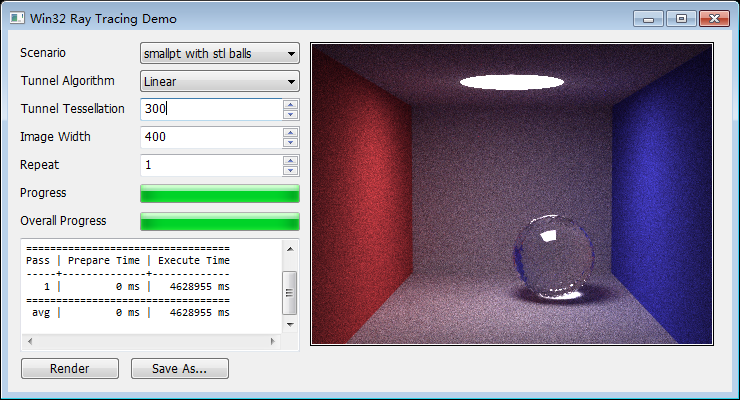 Win32 Ray Tracing Demo
Scenario smallpt with stl balls
Tunnel Algorithm Linear
Tunnel Tessellation 300
Image Width 400
Repeat 1
Progress
Overall Progress
==================================
Pass | Prepare Time | Execute Time
-----+--------------+-------------
1 | 0 ms | 4628955 ms
==================================
avg | 0 ms | 4628955 ms
Render Save As...